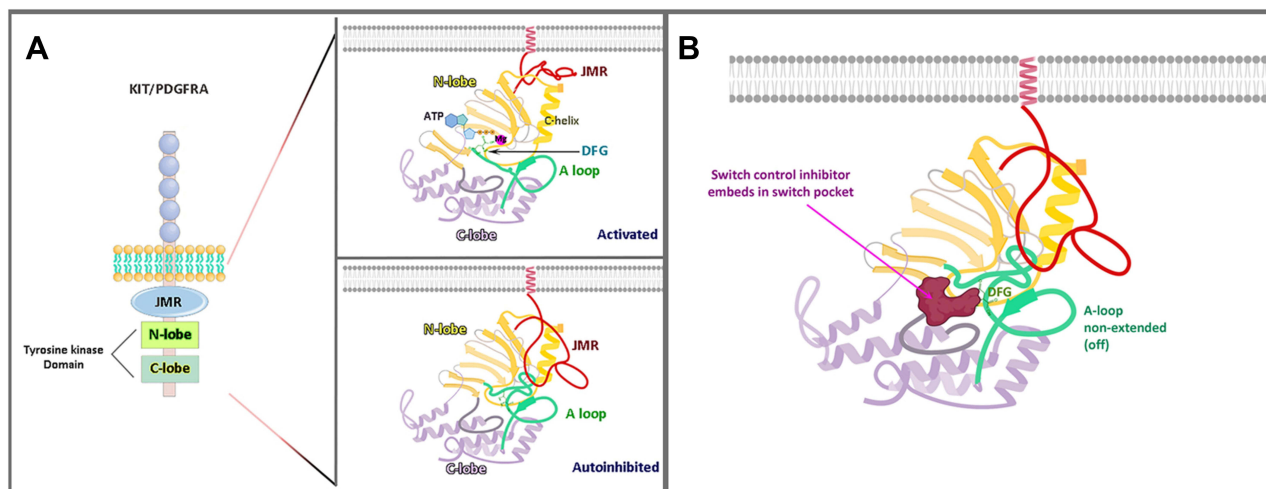 A
KIT/PDGFRA
JMR
N-lobe
Tyrosine kinase
Domain
C-lobe
N-lobe
JMR
ATP
C-helix
Mg
DFG
A loop
C-lobe
Activated
N-lobe
JMR
A loop
C-lobe
Autoinhibited
B
Switch control inhibitor
embeds in switch pocket
DFG
A-loop
non-extended
(off)